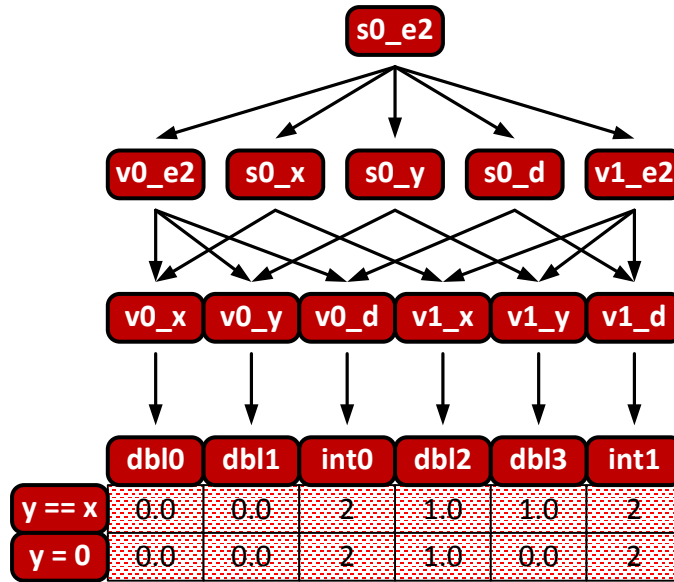 s0_e2
v0_e2 s0_x s0_y s0_d v1_e2
v0_x v0_y v0_d v1_x v1_y v1_d
dbl0 dbl1 int0 dbl2 dbl3 int1
y == x 0.0 0.0 2 1.0 1.0 2
y = 0 0.0 0.0 2 1.0 0.0 2